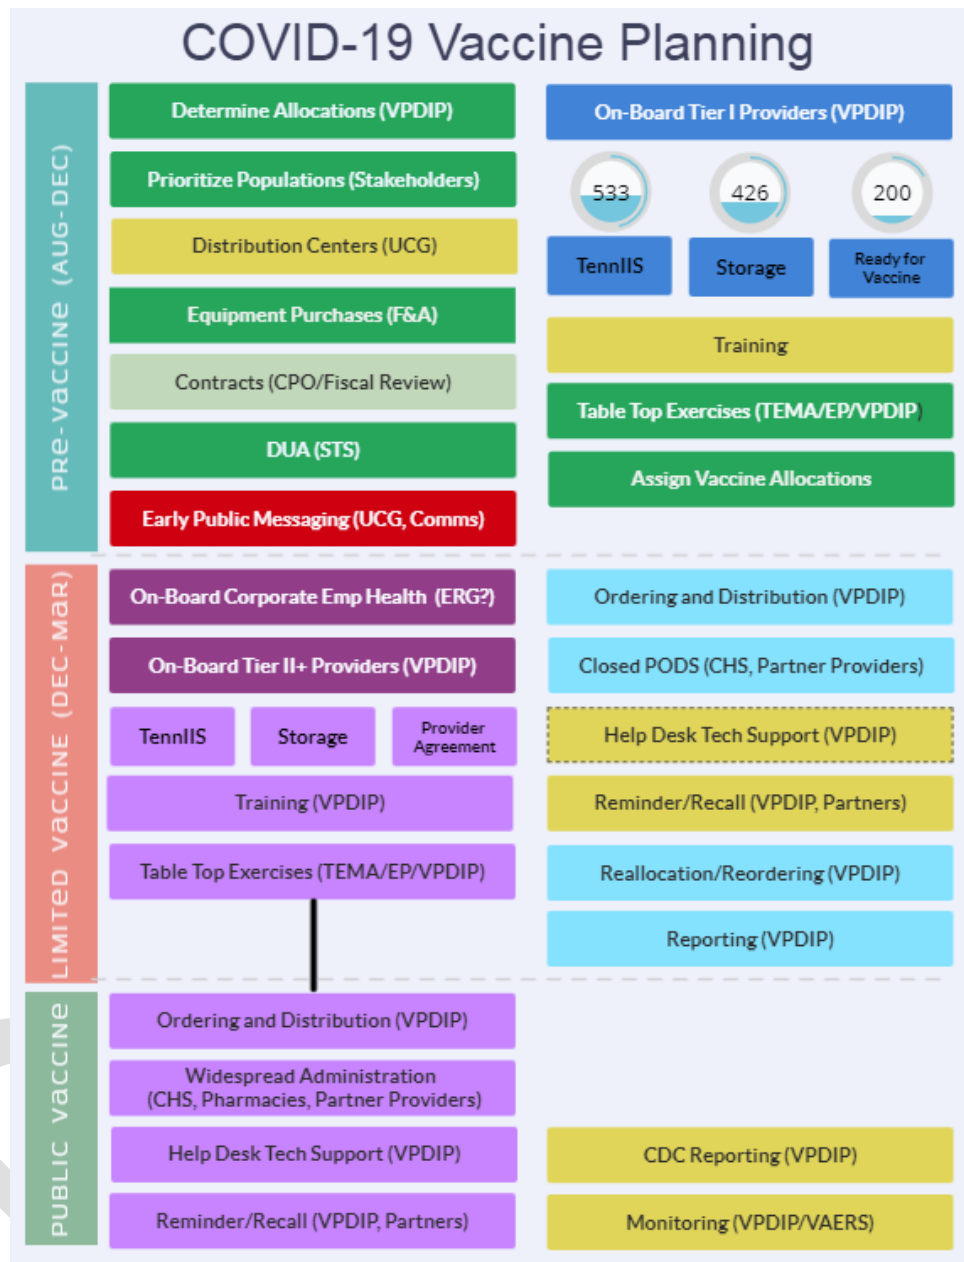 COVID-19 Vaccine Planning
PRE-VACCINE (AUG-DEC)
Determine Allocations (VPDIP)
Prioritize Populations (Stakeholders)
Distribution Centers (UCG)
Equipment Purchases (F&A)
Contracts (CPO/Fiscal Review)
DUA (STS)
Early Public Messaging (UCG, Comms)
On-Board Tier I Providers (VPDIP)
533
426
200
TennIIS
Storage
Ready for
Vaccine
Training
Table Top Exercises (TEMA/EP/VPDIP)
Assign Vaccine Allocations
LIMITED VACCINE (DEC-MAR)
On-Board Corporate Emp Health (ERG?)
On-Board Tier II+ Providers (VPDIP)
TennIIS
Storage
Provider
Agreement
Training (VPDIP)
Table Top Exercises (TEMA/EP/VPDIP)
Ordering and Distribution (VPDIP)
Closed PODS (CHS, Partner Providers)
Help Desk Tech Support (VPDIP)
Reminder/Recall (VPDIP, Partners)
Reallocation/Reordering (VPDIP)
Reporting (VPDIP)
PUBLIC VACCINE
Ordering and Distribution (VPDIP)
Widespread Administration
(CHS, Pharmacies, Partner Providers)
Help Desk Tech Support (VPDIP)
Reminder/Recall (VPDIP, Partners)
CDC Reporting (VPDIP)
Monitoring (VPDIP/VAERS)